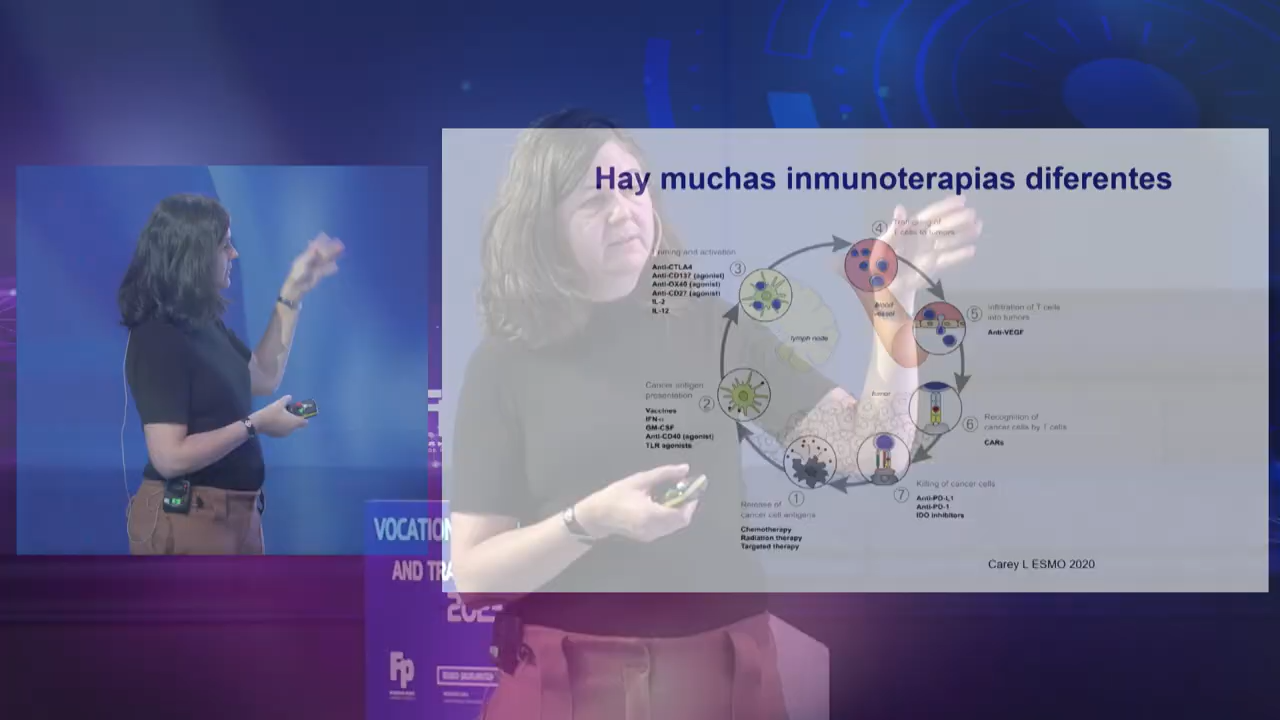 Hay muchas inmunoterapias diferentes
4
T cells to tumors
Priming and activation
3
Anti-CTLA4
Anti-CD137 (agonist)
Anti-OX40 (agonist)
Anti-CD27 (agonist)
IL-2
IL-12
Blood
vessel
5
Infiltration of T cells
into tumors
Anti-VEGF
lymph node
tumor
Cancer antigen
presentation
2
Vaccines
IFN-α
GM-CSF
Anti-CD40 (agonist)
TLR agonists
6
Recognition of
cancer cells by T cells
CARs
7
Killing of cancer cells
Anti-PD-L1
Anti-PD-1
IDO inhibitors
1
Release of
cancer cell antigens
Chemotherapy
Radiation therapy
Targeted therapy
Carey L ESMO 2020
VOCATION
AND TRA
Fp